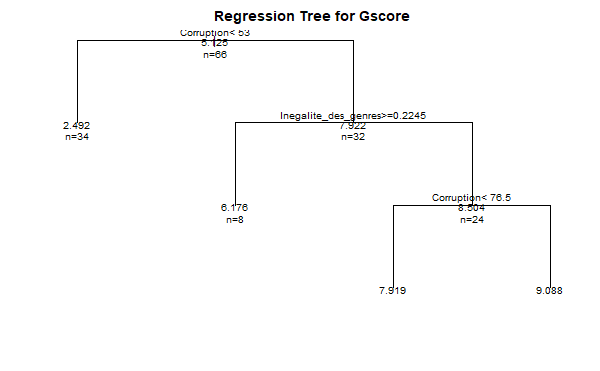 Regression Tree for Gscore
Corruption< 53
5.125
n=66
2.492
n=34
Inegalite_des_genres>=0.2245
7.922
n=32
6.176
n=8
Corruption< 76.5
8.504
n=24
7.919
9.088